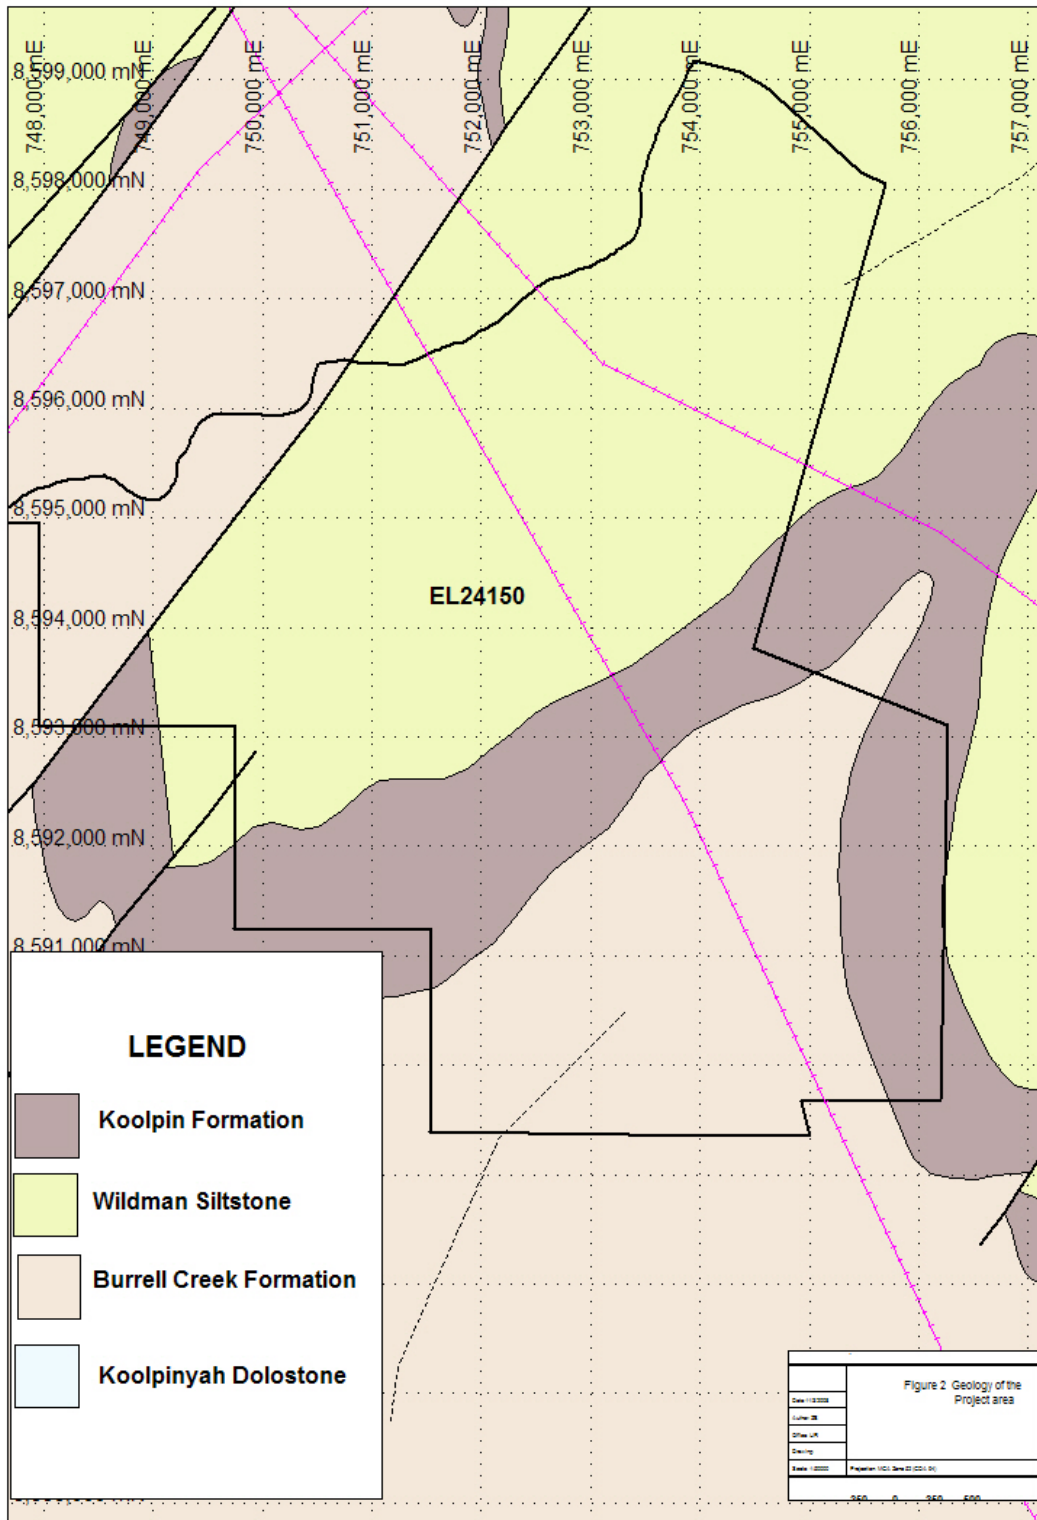 748,000 mE
749,000 mE
750,000 mE
751,000 mE
752,000 mE
753,000 mE
754,000 mE
755,000 mE
756,000 mE
757,000 mE
8,599,000 mN
8,598,000 mN
8,597,000 mN
8,596,000 mN
8,595,000 mN
8,594,000 mN
8,593,000 mN
8,592,000 mN
8,591,000 mN
EL24150
LEGEND
Koolpin Formation
Wildman Siltstone
Burrell Creek Formation
Koolpinyah Dolostone
Figure 2 Geology of the
Project area